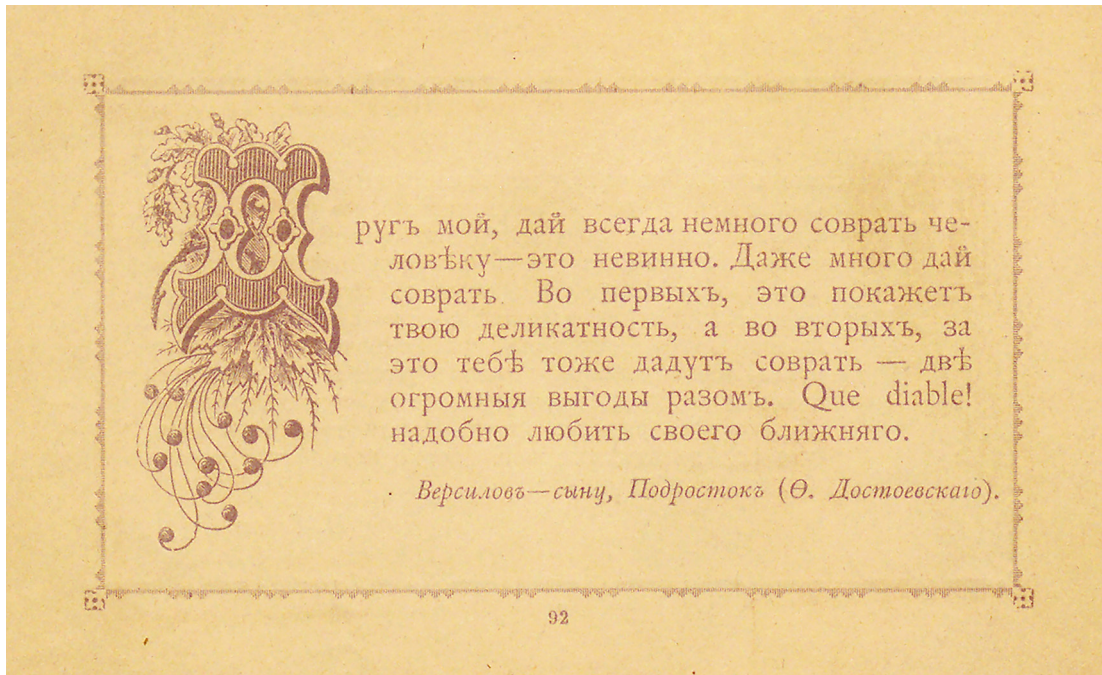 Другъ мой, дай всегда немного соврать че-
ловѣку—это невинно. Даже много дай
соврать. Во первыхъ, это покажетъ
твою деликатность, а во вторыхъ, за
это тебѣ тоже дадутъ соврать — двѣ
огромныя выгоды разомъ. Que diable!
надобно любить своего ближняго.
Версиловъ—сыну, Подростокъ (Ѳ. Достоевскаго).
92